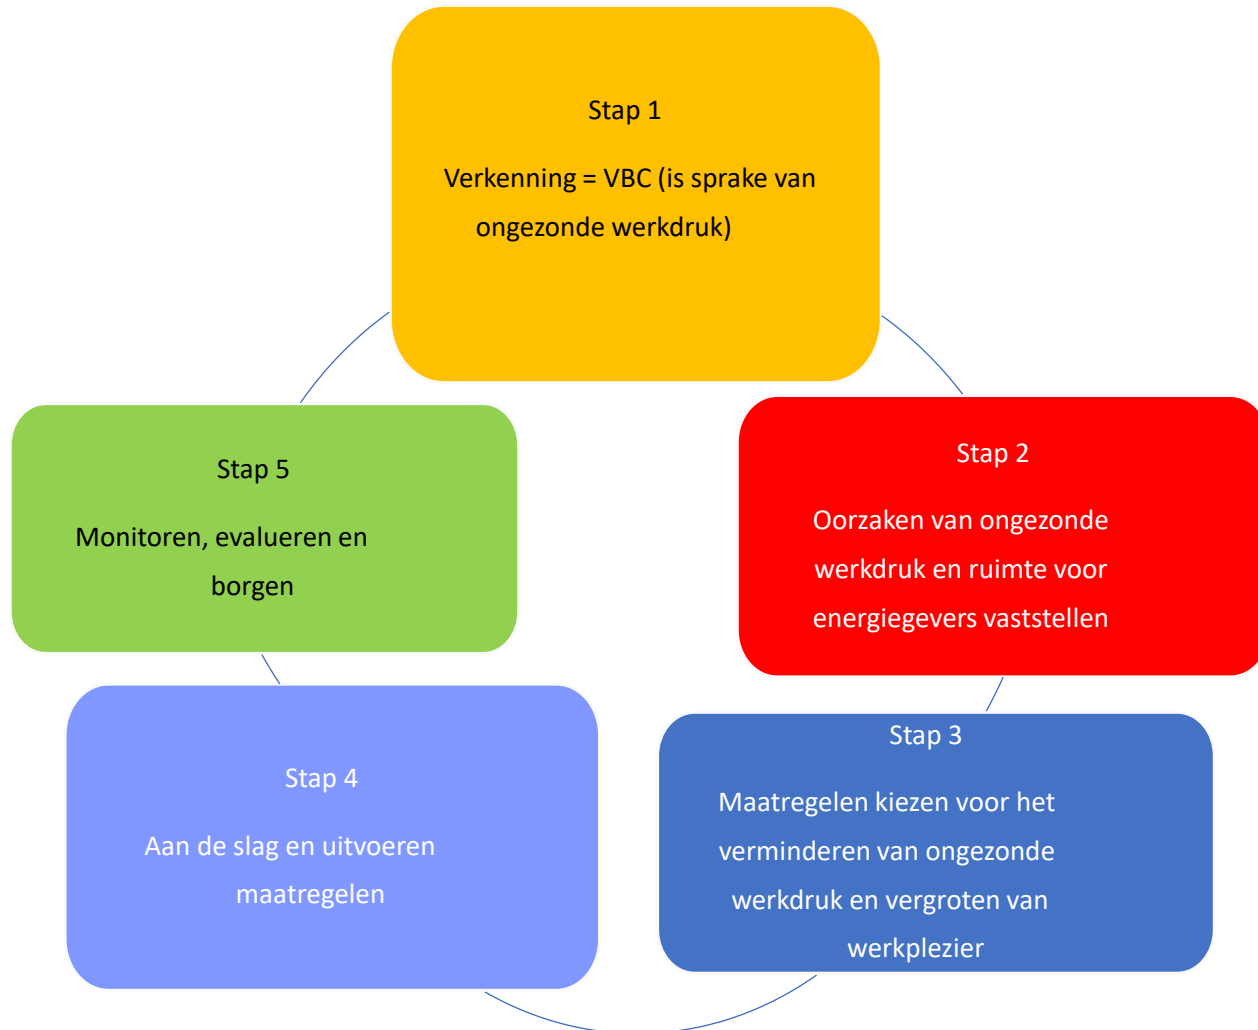 Stap 1
Verkenning = VBC (is sprake van
ongezonde werkdruk)
Stap 2
Oorzaken van ongezonde
werkdruk en ruimte voor
energiegevers vaststellen
Stap 3
Maatregelen kiezen voor het
verminderen van ongezonde
werkdruk en vergroten van
werkplezier
Stap 4
Aan de slag en uitvoeren
maatregelen
Stap 5
Monitoren, evalueren en
borgen